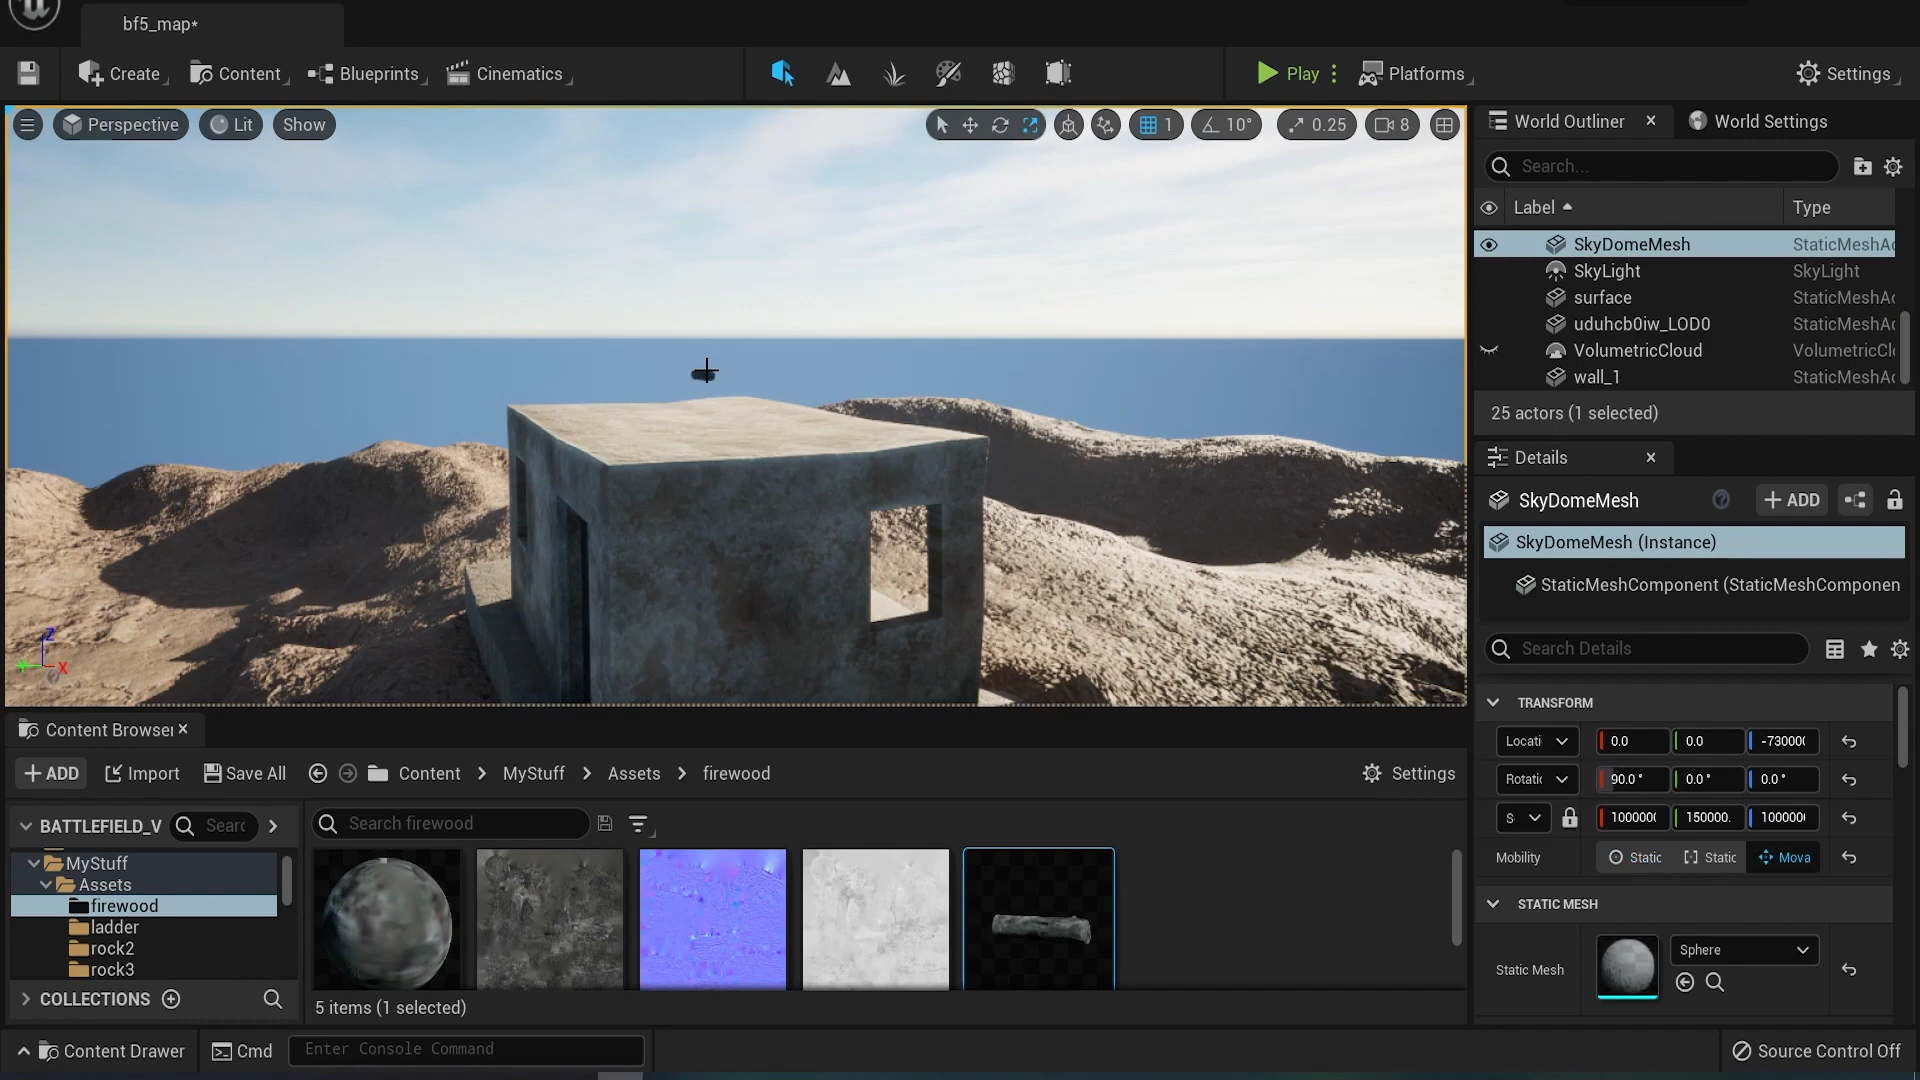 bf5_map*
Create
Content
Blueprints
Cinematics
Play
Platforms
Settings
Perspective
Lit
Show
1
10°
0.25
8
World Outliner
World Settings
Search...
Label
Type
SkyDomeMesh
StaticMeshAc
SkyLight
SkyLight
surface
StaticMeshAc
uduhcb0iw_LOD0
StaticMeshAc
VolumetricCloud
VolumetricCl
wall_1
StaticMeshAc
25 actors (1 selected)
Details
SkyDomeMesh
+ ADD
SkyDomeMesh (Instance)
StaticMeshComponent (StaticMeshComponen
Search Details
TRANSFORM
Locati
0.0
0.0
-73000(
Rotatic
90.0 °
0.0 °
0.0 °
S
100000(
150000.
100000(
Mobility
Static
Static
Mova
STATIC MESH
Static Mesh
Sphere
Z
Y
X
Content Browser
+ ADD
Import
Save All
Content > MyStuff > Assets > firewood
Settings
BATTLEFIELD_V
Searc
Search firewood
MyStuff
Assets
firewood
ladder
rock2
rock3
COLLECTIONS
5 items (1 selected)
Content Drawer
Cmd
Enter Console Command
Source Control Off